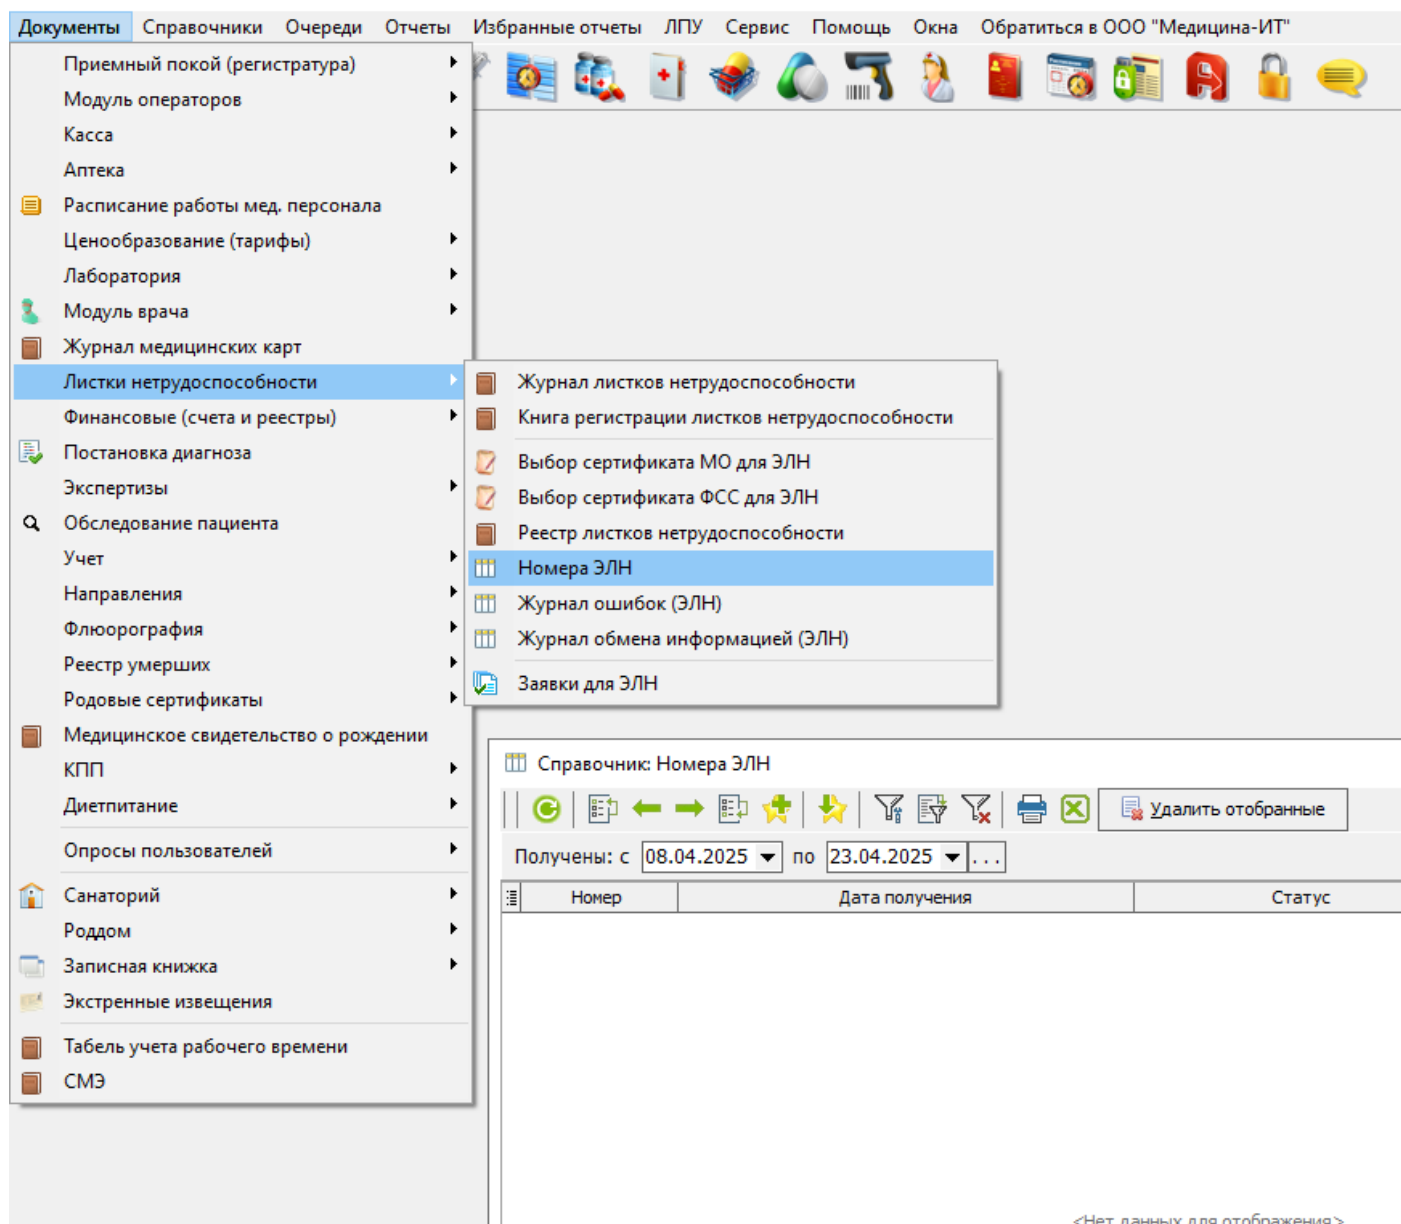 Документы Справочники Очереди Отчеты Избранные отчеты ЛПУ Сервис Помощь Окна Обратиться в ООО "Медицина-ИТ"
Приемный покой (регистратура)
Модуль операторов
Касса
Аптека
Расписание работы мед. персонала
Ценообразование (тарифы)
Лаборатория
Модуль врача
Журнал медицинских карт
Листки нетрудоспособности
Финансовые (счета и реестры)
Постановка диагноза
Экспертизы
Обследование пациента
Учет
Направления
Флюорография
Реестр умерших
Родовые сертификаты
Медицинское свидетельство о рождении
КПП
Диетпитание
Опросы пользователей
Санаторий
Роддом
Записная книжка
Экстренные извещения
Табель учета рабочего времени
СМЭ
Журнал листков нетрудоспособности
Книга регистрации листков нетрудоспособности
Выбор сертификата МО для ЭЛН
Выбор сертификата ФСС для ЭЛН
Реестр листков нетрудоспособности
Номера ЭЛН
Журнал ошибок (ЭЛН)
Журнал обмена информацией (ЭЛН)
Заявки для ЭЛН
Справочник: Номера ЭЛН
Удалить отобранные
Получены: с 08.04.2025 по 23.04.2025 ...
Номер Дата получения Статус
<Нет данных для отображения>